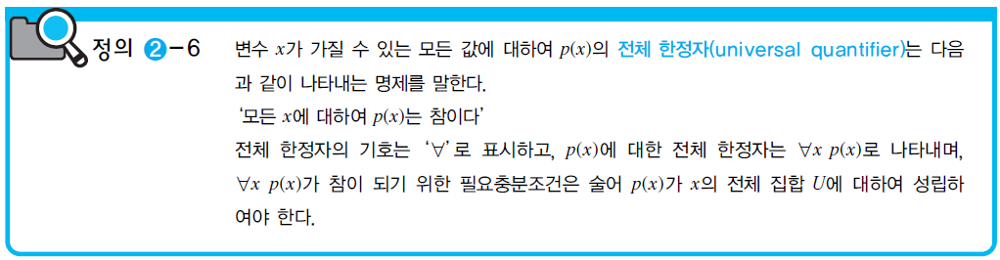 정의 2-6
변수 x가 가질 수 있는 모든 값에 대하여 p(x)의 전체 한정자(universal quantifier)는 다음
과 같이 나타내는 명제를 말한다.
‘모든 x에 대하여 p(x)는 참이다’
전체 한정자의 기호는 ‘∀’로 표시하고, p(x)에 대한 전체 한정자는 ∀x p(x)로 나타내며,
∀x p(x)가 참이 되기 위한 필요충분조건은 술어 p(x)가 x의 전체 집합 U에 대하여 성립하
여야 한다.